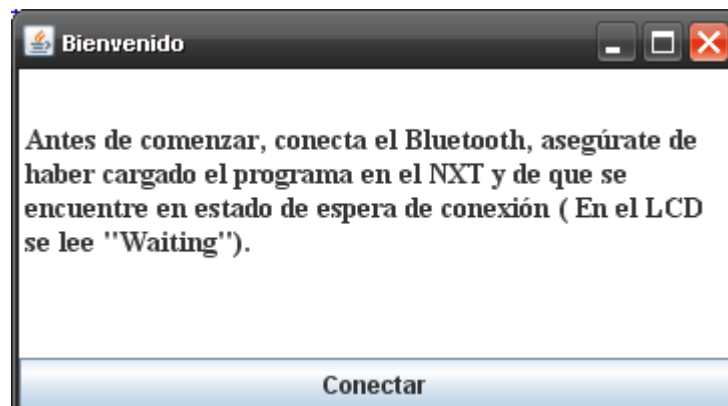 Bienvenido
Antes de comenzar, conecta el Bluetooth, asegúrate de
haber cargado el programa en el NXT y de que se
encuentre en estado de espera de conexión ( En el LCD
se lee "Waiting").
Conectar